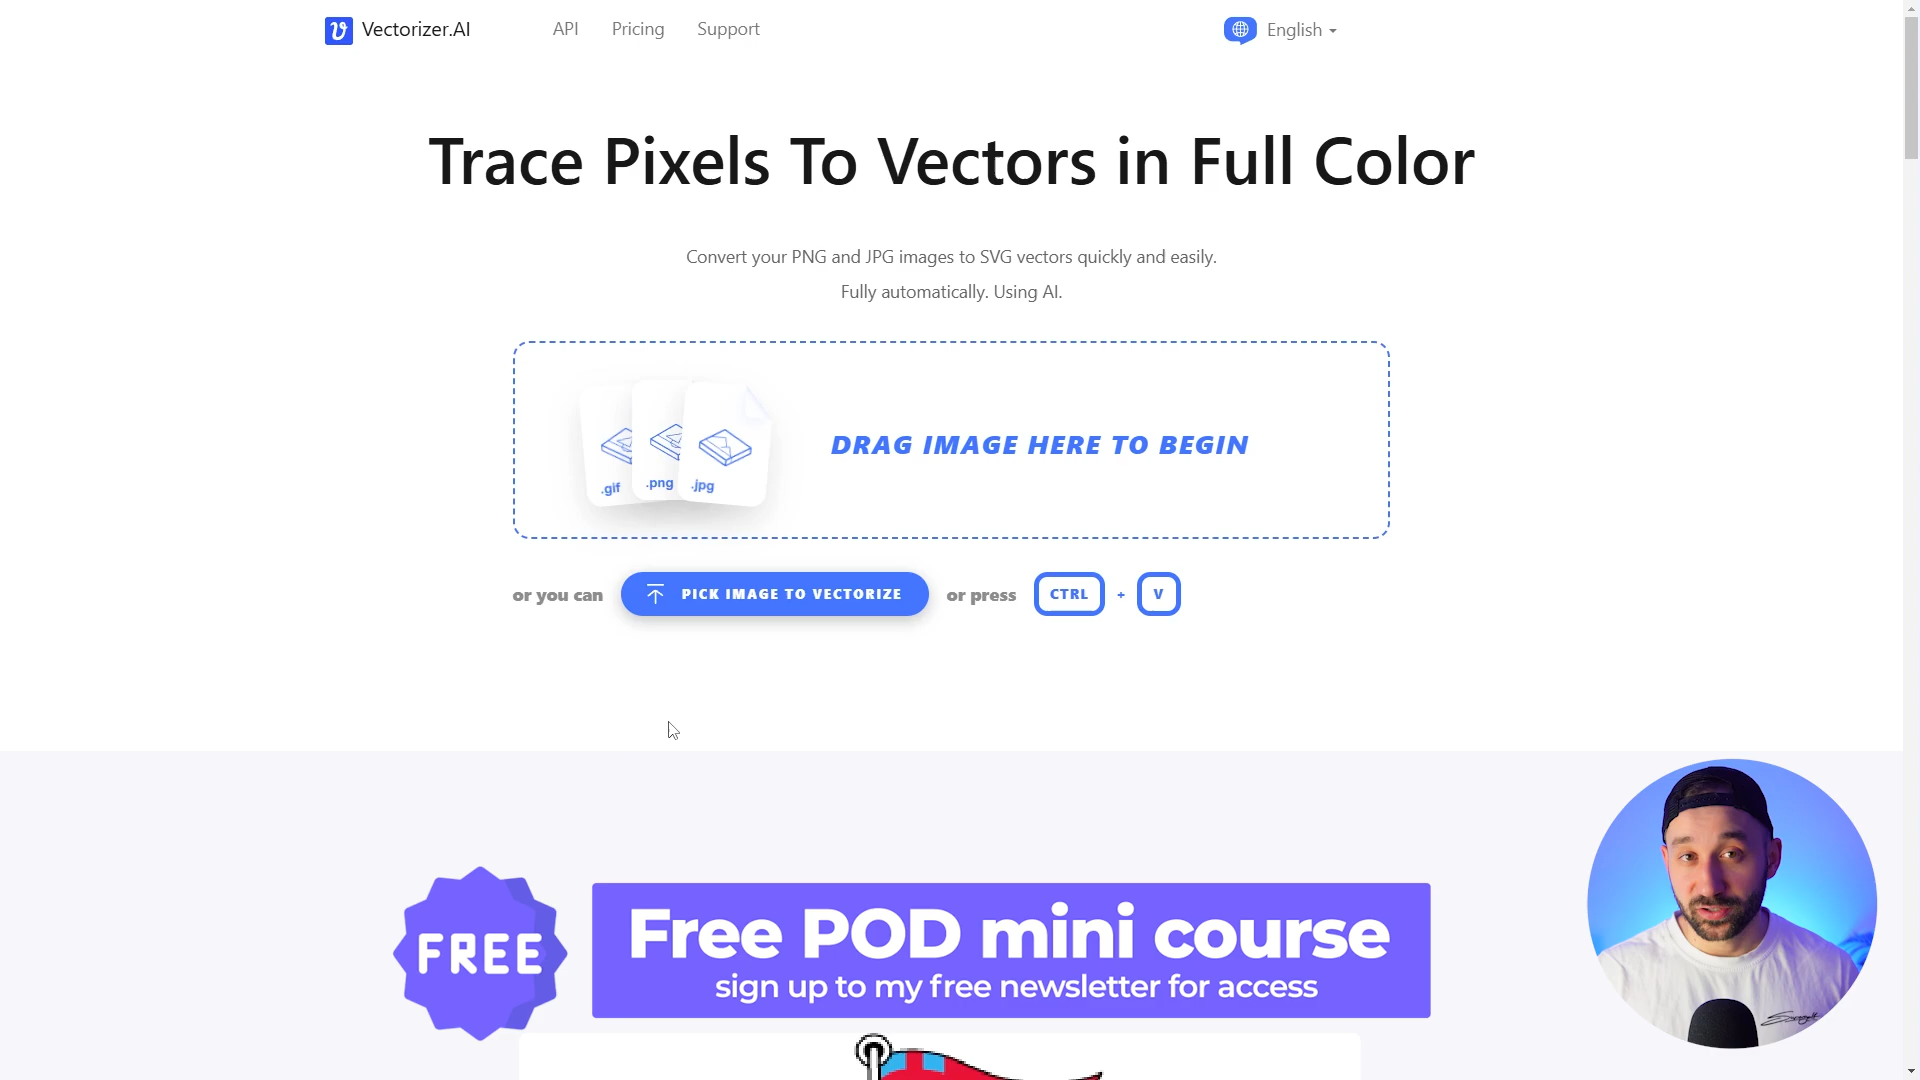 Vectorizer.AI
API
Pricing
Support
English
Trace Pixels To Vectors in Full Color
Convert your PNG and JPG images to SVG vectors quickly and easily.
Fully automatically. Using AI.
.gif
.png
.jpg
DRAG IMAGE HERE TO BEGIN
or you can
PICK IMAGE TO VECTORIZE
or press
CTRL + V
FREE
Free POD mini course
sign up to my free newsletter for access